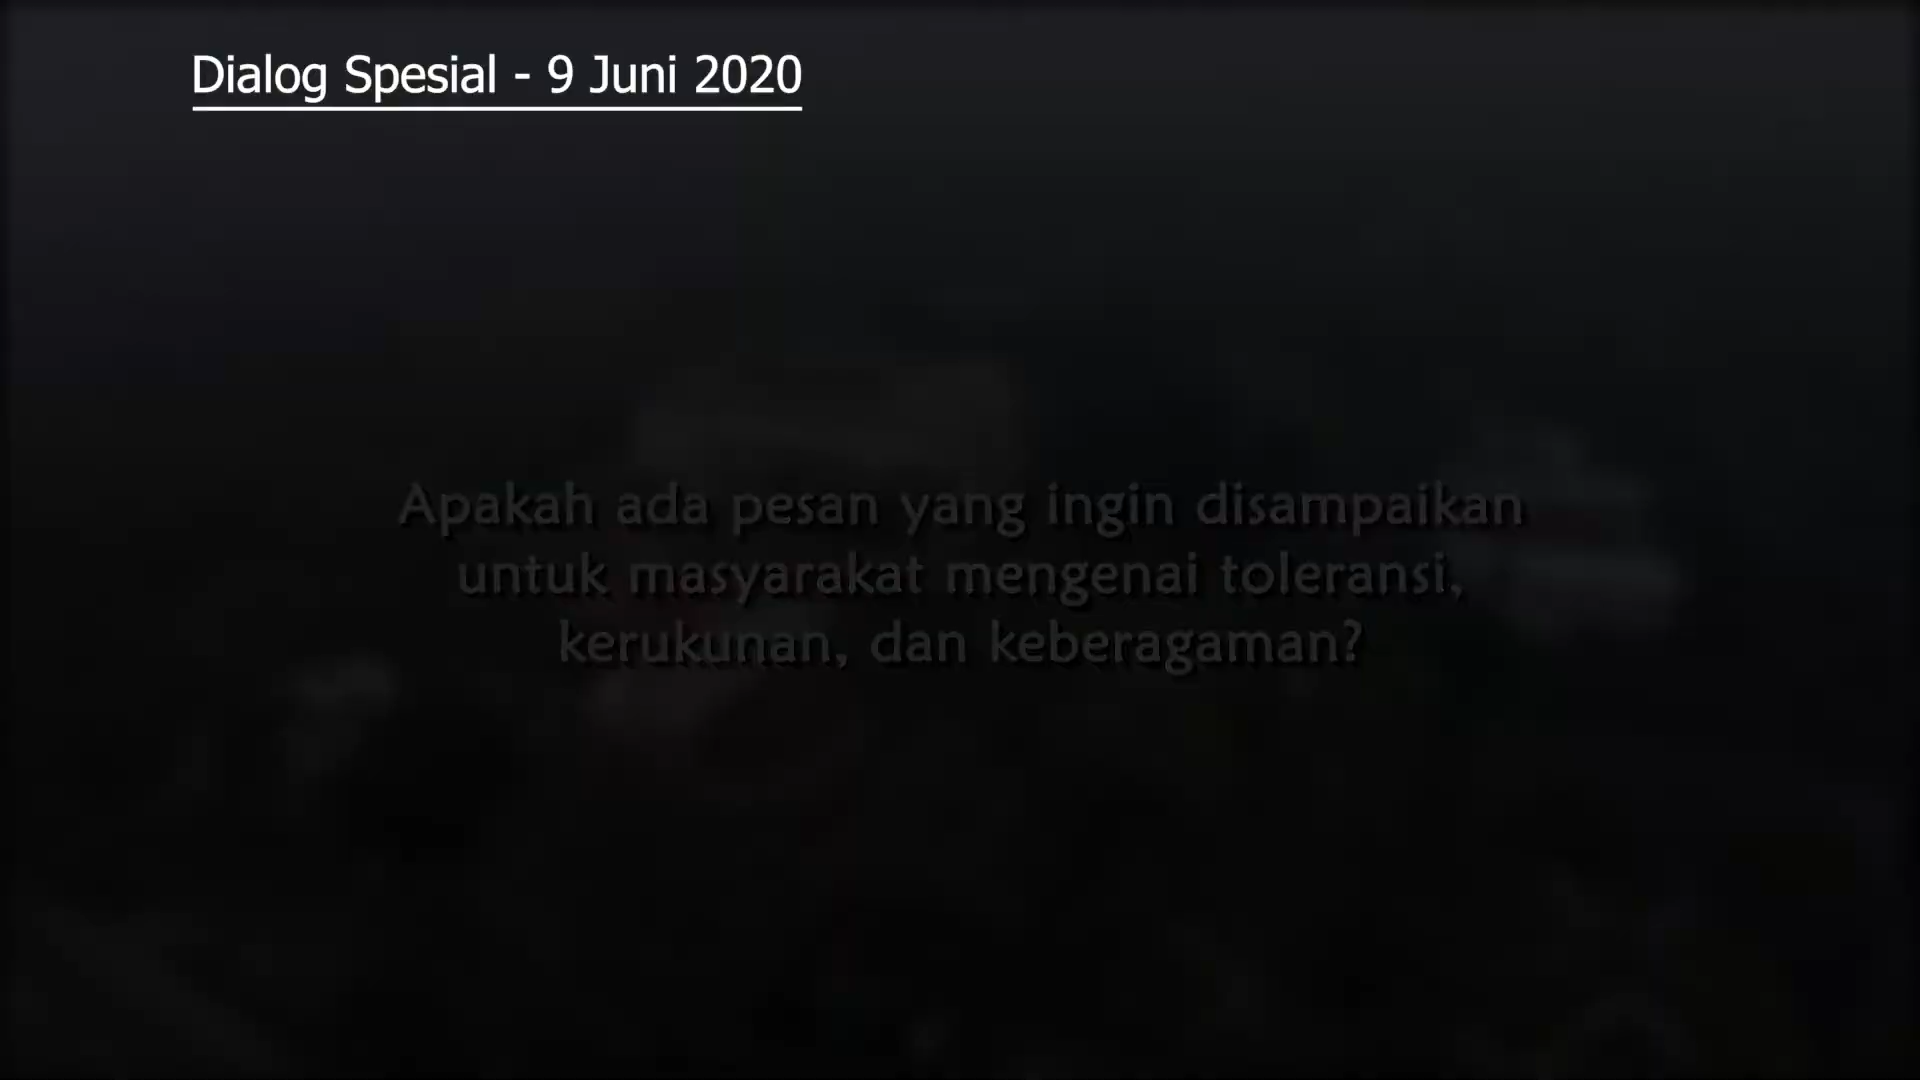 Dialog Spesial - 9 Juni 2020
Apakah ada pesan yang ingin disampaikan
untuk masyarakat mengenai toleransi,
kerukunan, dan keberagaman?